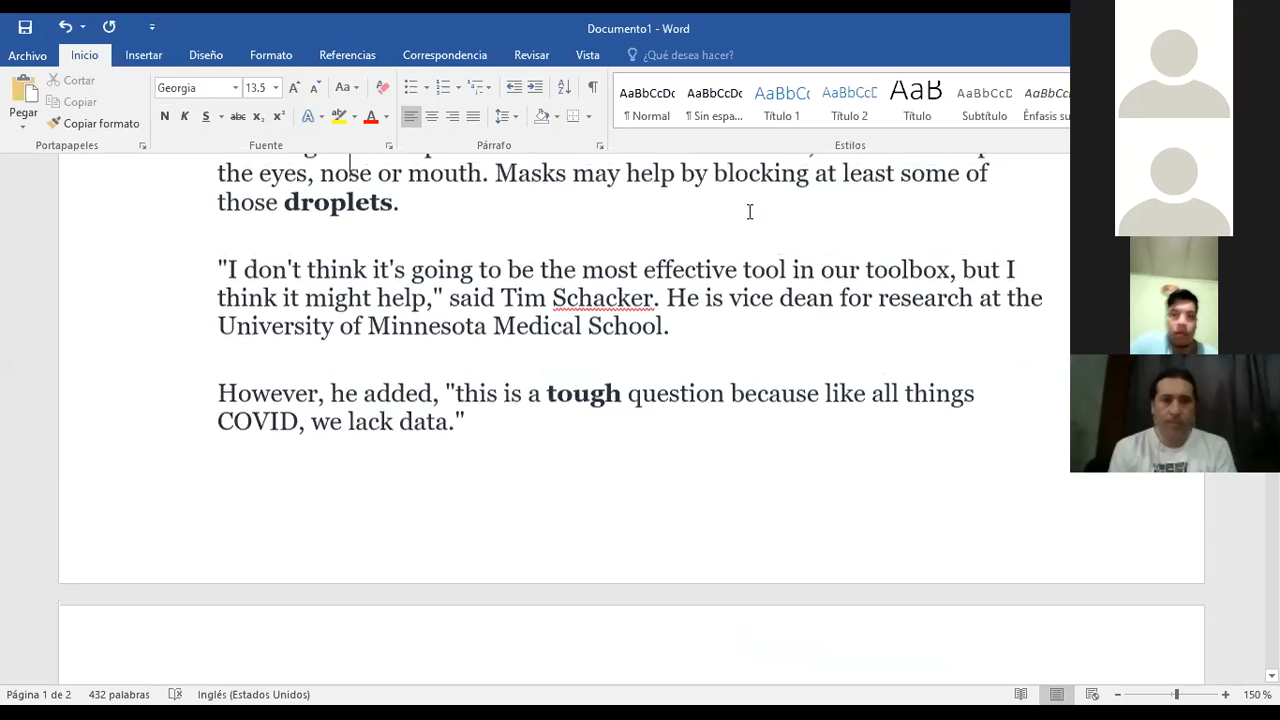 Documento1 - Word
Archivo Inicio Insertar Diseño Formato Referencias Correspondencia Revisar Vista ¿Qué desea hacer?
Pegar
Cortar
Copiar
Copiar formato
Georgia 13.5 Aa
N K S abc x₂ x² A A
AaBbCcDc AaBbCcDc AaBbCc AaBbCcD AaB AaBbCcD
¶ Normal ¶ Sin espa... Título 1 Título 2 Título Subtítulo Énfasis su
Portapapeles Fuente Párrafo Estilos
the eyes, nose or mouth. Masks may help by blocking at least some of
those droplets.
"I don't think it's going to be the most effective tool in our toolbox, but I
think it might help," said Tim Schacker. He is vice dean for research at the
University of Minnesota Medical School.
However, he added, "this is a tough question because like all things
COVID, we lack data."
Página 1 de 2 432 palabras Inglés (Estados Unidos) 150 %